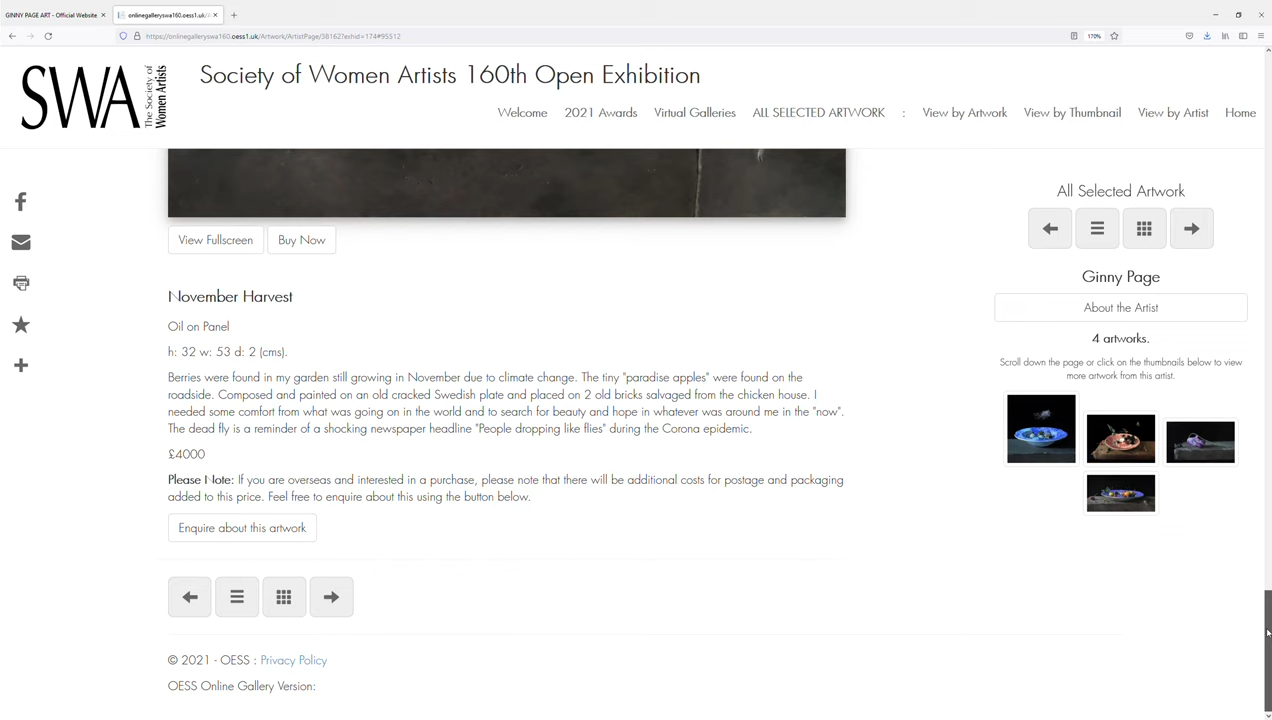 GINNY PAGE ART - Official Website
onlinegalleryswa160.oess1.uk/A
https://onlinegalleryswa160.oess1.uk/Artwork/ArtistPage/38162?eshid=174#95512
170%
SWA The Society of Women Artists
Society of Women Artists 160th Open Exhibition
Welcome 2021 Awards Virtual Galleries ALL SELECTED ARTWORK : View by Artwork View by Thumbnail View by Artist Home
All Selected Artwork
View Fullscreen Buy Now
Ginny Page
November Harvest
About the Artist
Oil on Panel
4 artworks.
h: 32 w: 53 d: 2 (cms).
Scroll down the page or click on the thumbnails below to view
more artwork from this artist.
Berries were found in my garden still growing in November due to climate change. The tiny "paradise apples" were found on the
roadside. Composed and painted on an old cracked Swedish plate and placed on 2 old bricks salvaged from the chicken house. I
needed some comfort from what was going on in the world and to search for beauty and hope in whatever was around me in the "now".
The dead fly is a reminder of a shocking newspaper headline "People dropping like flies" during the Corona epidemic.
£4000
Please Note: If you are overseas and interested in a purchase, please note that there will be additional costs for postage and packaging
added to this price. Feel free to enquire about this using the button below.
Enquire about this artwork
© 2021 - OESS : Privacy Policy
OESS Online Gallery Version: